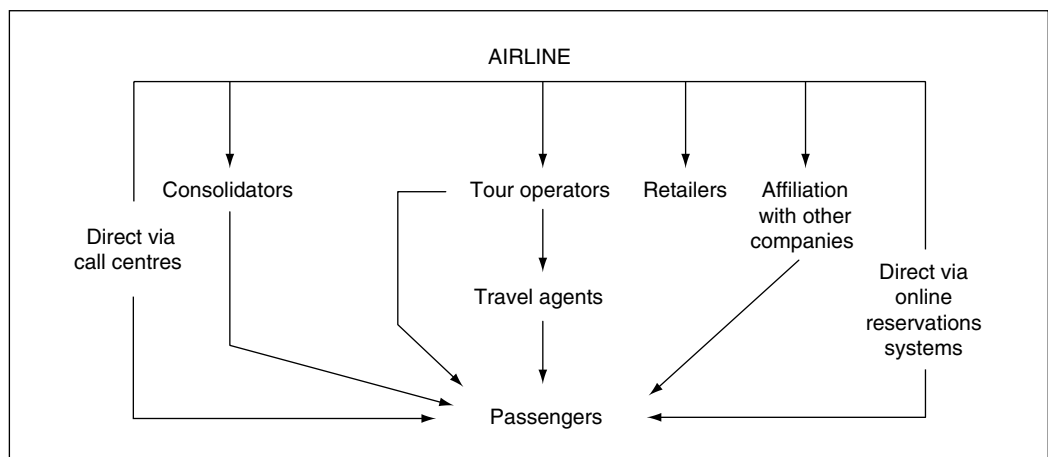 AIRLINE
Consolidators
Tour operators
Retailers
Affiliation
with other
companies
Direct via
call centres
Direct via
online
reservations
systems
Travel agents
Passengers